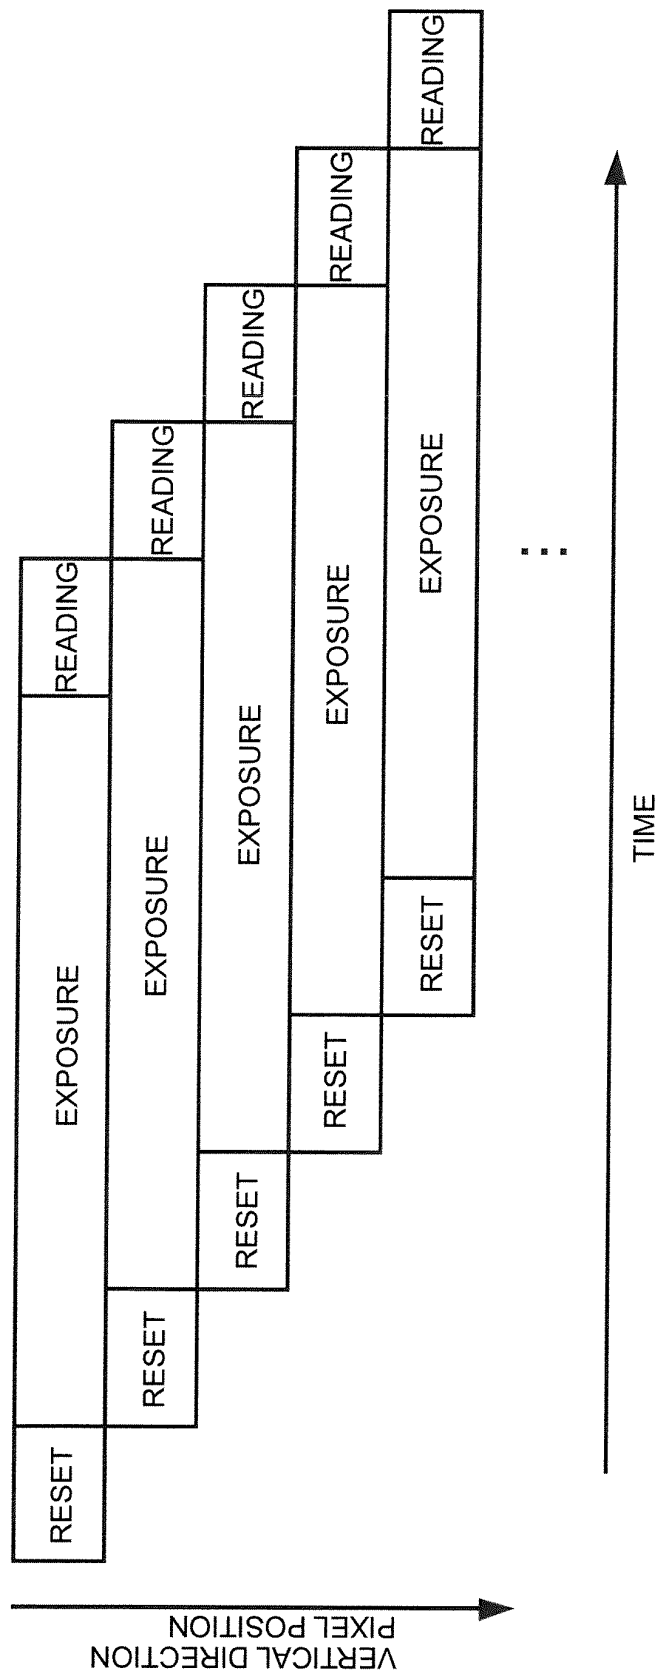 RESET
EXPOSURE
READING
RESET
EXPOSURE
READING
RESET
EXPOSURE
READING
RESET
EXPOSURE
READING
RESET
EXPOSURE
READING
...
TIME
VERTICAL DIRECTION
PIXEL POSITION